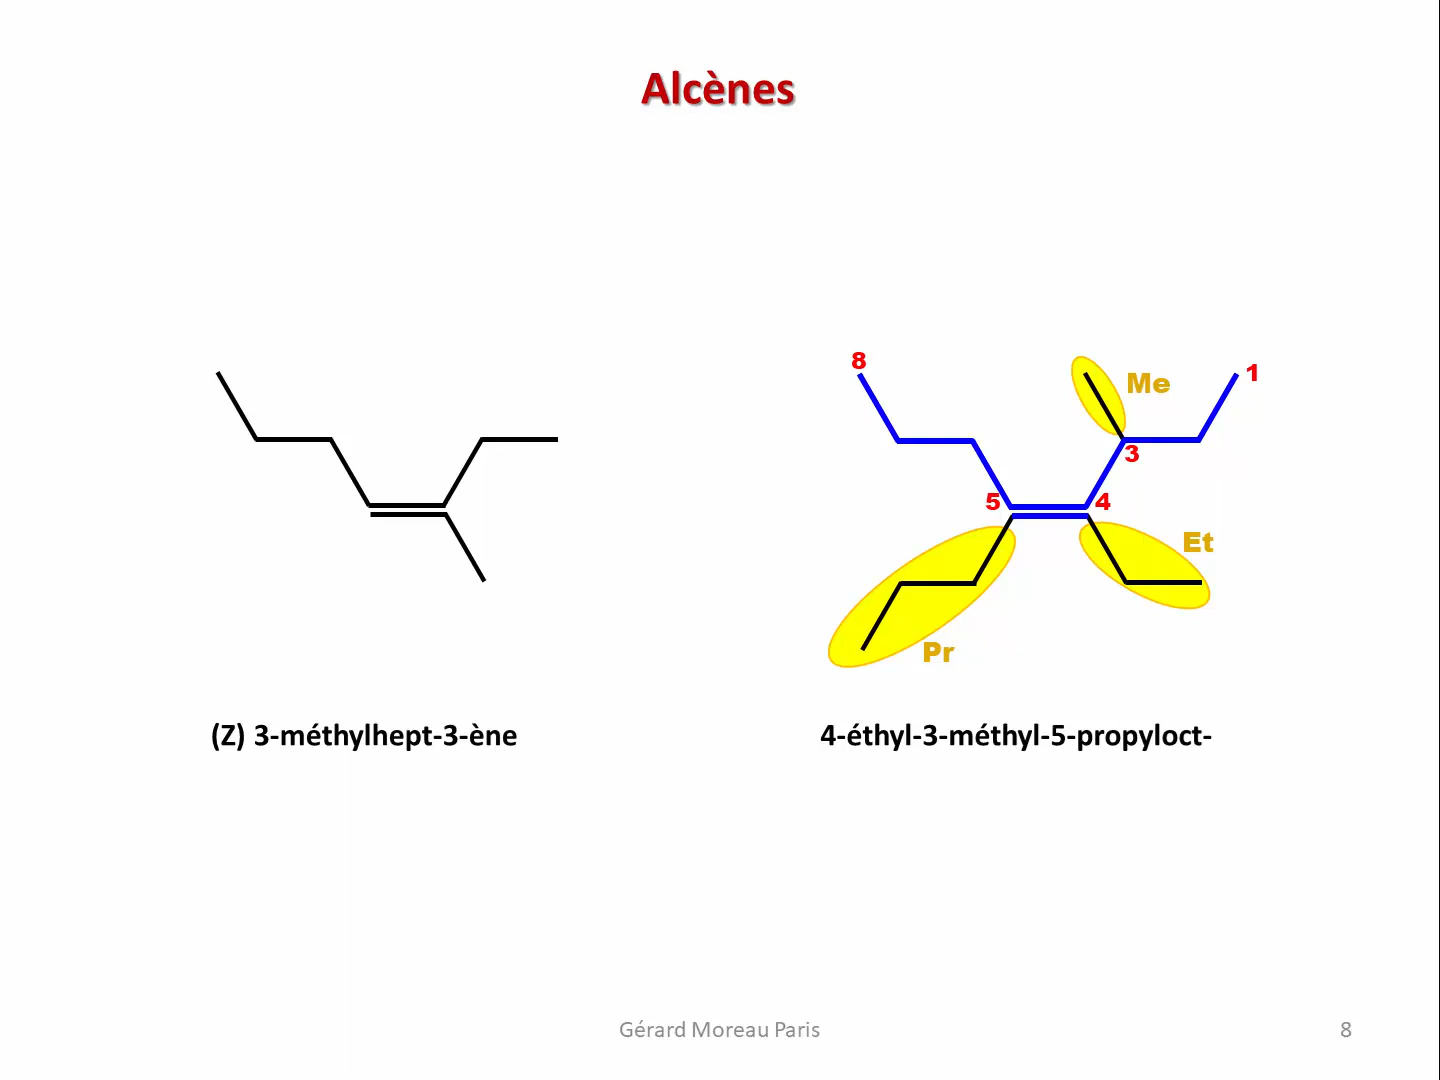 Alcènes
8
Me
1
3
5
4
Et
Pr
(Z) 3-méthylhept-3-ène
4-éthyl-3-méthyl-5-propyloct-
Gérard Moreau Paris
8